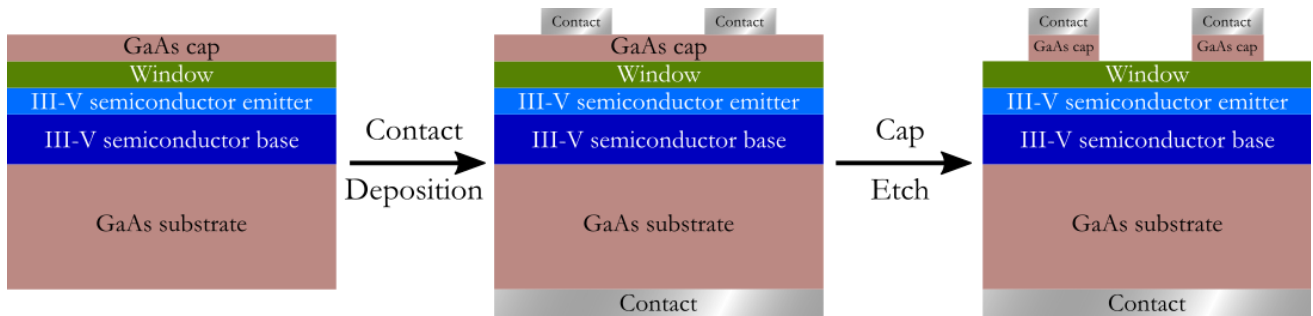 GaAs cap
Window
III-V semiconductor emitter
III-V semiconductor base
GaAs substrate
Contact
Deposition
Contact
Contact
GaAs cap
Window
III-V semiconductor emitter
III-V semiconductor base
GaAs substrate
Contact
Cap
Etch
Contact
Contact
GaAs cap
GaAs cap
Window
III-V semiconductor emitter
III-V semiconductor base
GaAs substrate
Contact